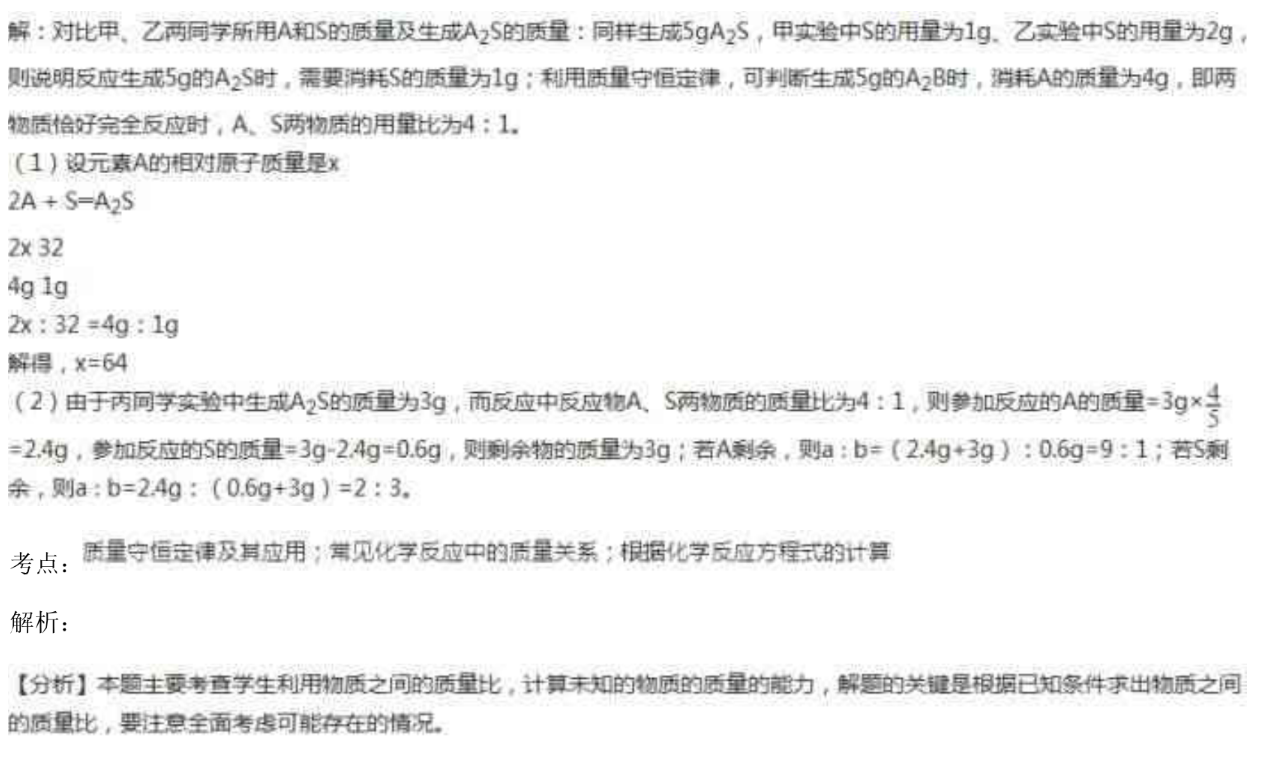 解：对比甲、乙两同学所用A和S的质量及生成A₂S的质量：同样生成5gA₂S，甲实验中S的用量为1g、乙实验中S的用量为2g，
则说明反应生成5g的A₂S时，需要消耗S的质量为1g；利用质量守恒定律，可判断生成5g的A₂B时，消耗A的质量为4g，即两
物质恰好完全反应时，A、S两物质的用量比为4：1。
（1）设元素A的相对原子质量是x
2A + S═A₂S
2x 32
4g 1g
2x：32 =4g：1g
解得，x=64
（2）由于丙同学实验中生成A₂S的质量为3g，而反应中反应物A、S两物质的质量比为4：1，则参加反应的A的质量=3g×4/5
=2.4g，参加反应的S的质量=3g-2.4g=0.6g，则剩余物的质量为3g；若A剩余，则a：b=（2.4g+3g）：0.6g=9：1；若S剩
余，则a：b=2.4g：（0.6g+3g）=2：3。
考点： 质量守恒定律及其应用；常见化学反应中的质量关系；根据化学反应方程式的计算
解析：
【分析】本题主要考查学生利用物质之间的质量比，计算未知的物质的质量的能力，解题的关键是根据已知条件求出物质之间
的质量比，要注意全面考虑可能存在的情况。